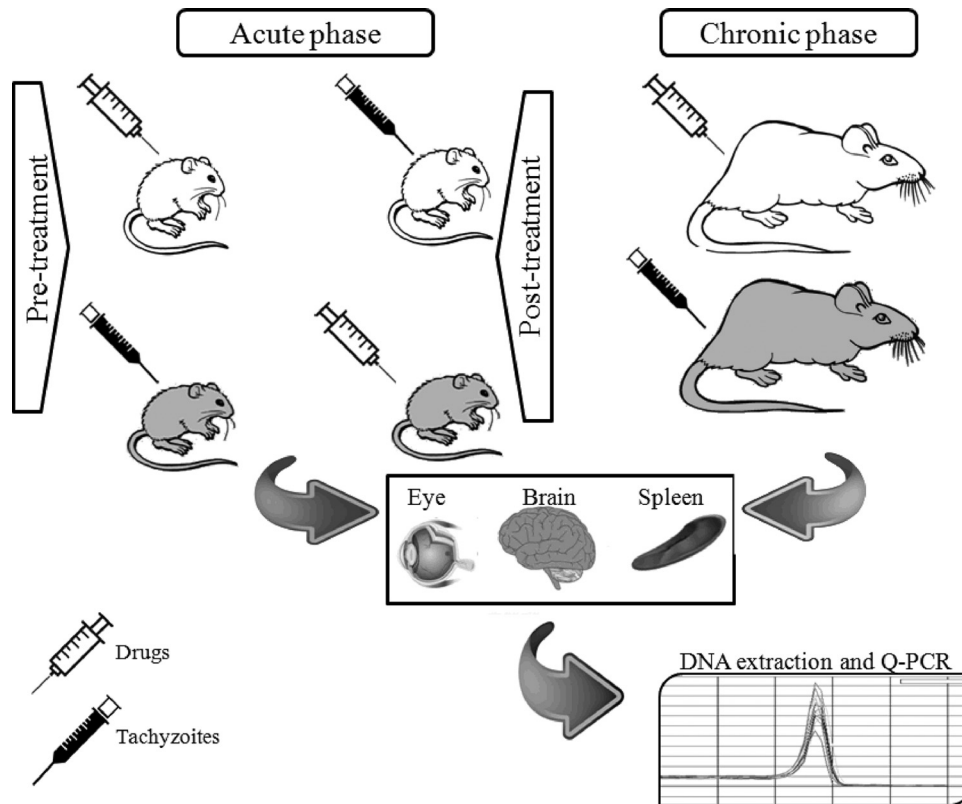 Acute phase
Chronic phase
Pre-treatment
Post-treatment
Eye
Brain
Spleen
Drugs
Tachyzoites
DNA extraction and Q-PCR